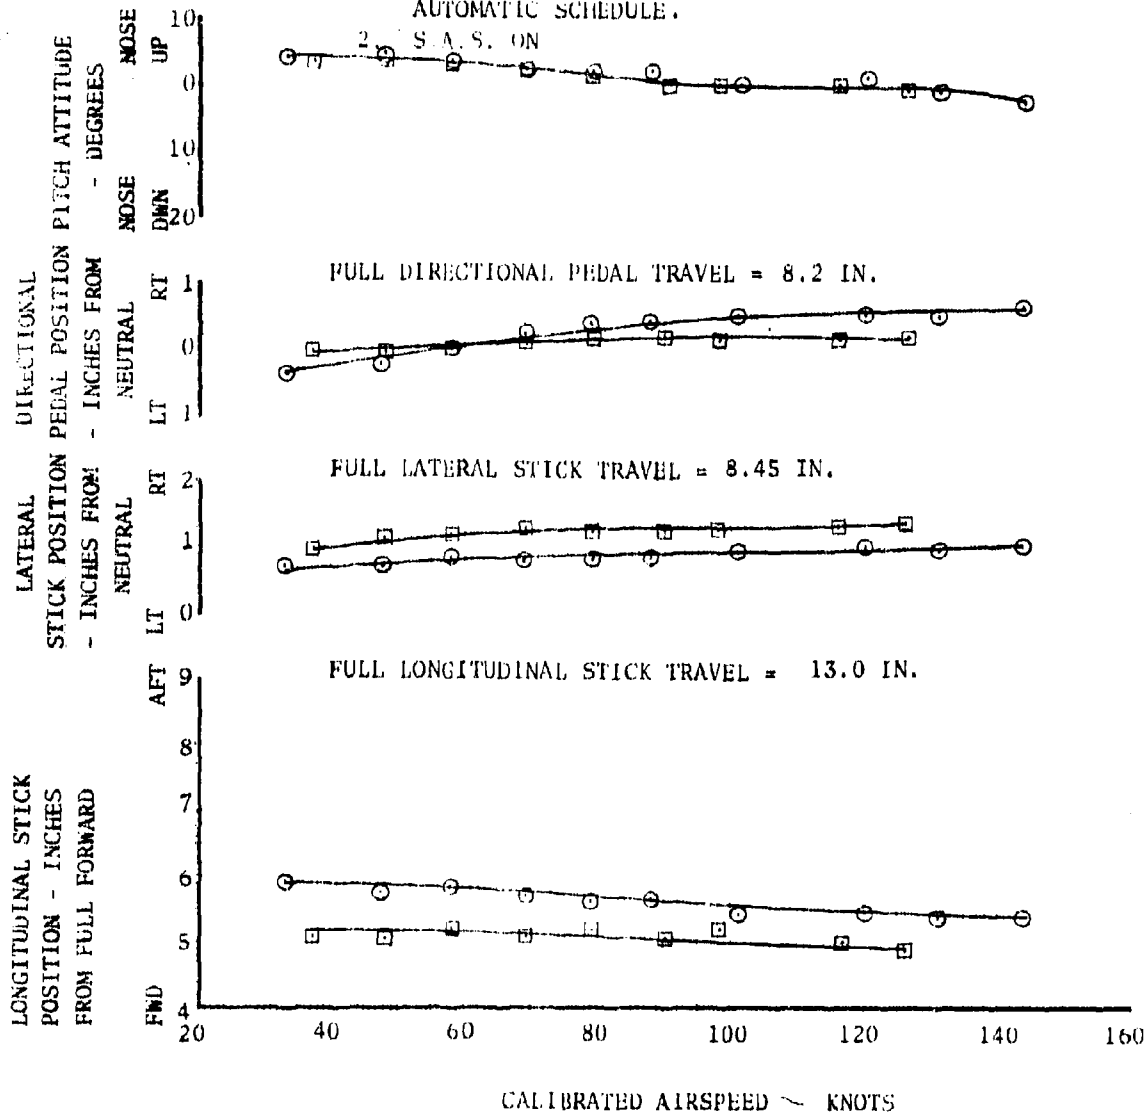 AUTOMATIC SCHEDULE.
2. S.A.S. ON
PITCH ATTITUDE
- DEGREES
NOSE UP
NOSE DWN
10
0
10
20
FULL DIRECTIONAL PEDAL TRAVEL = 8.2 IN.
DIRECTIONAL
PEDAL POSITION
- INCHES FROM
NEUTRAL
RT
LT
1
0
1
FULL LATERAL STICK TRAVEL = 8.45 IN.
LATERAL
STICK POSITION
- INCHES FROM
NEUTRAL
RT
LT
2
1
0
FULL LONGITUDINAL STICK TRAVEL = 13.0 IN.
LONGITUDINAL STICK
POSITION - INCHES
FROM FULL FORWARD
AFT
FWD
9
8
7
6
5
4
20 40 60 80 100 120 140 160
CALIBRATED AIRSPEED ~ KNOTS